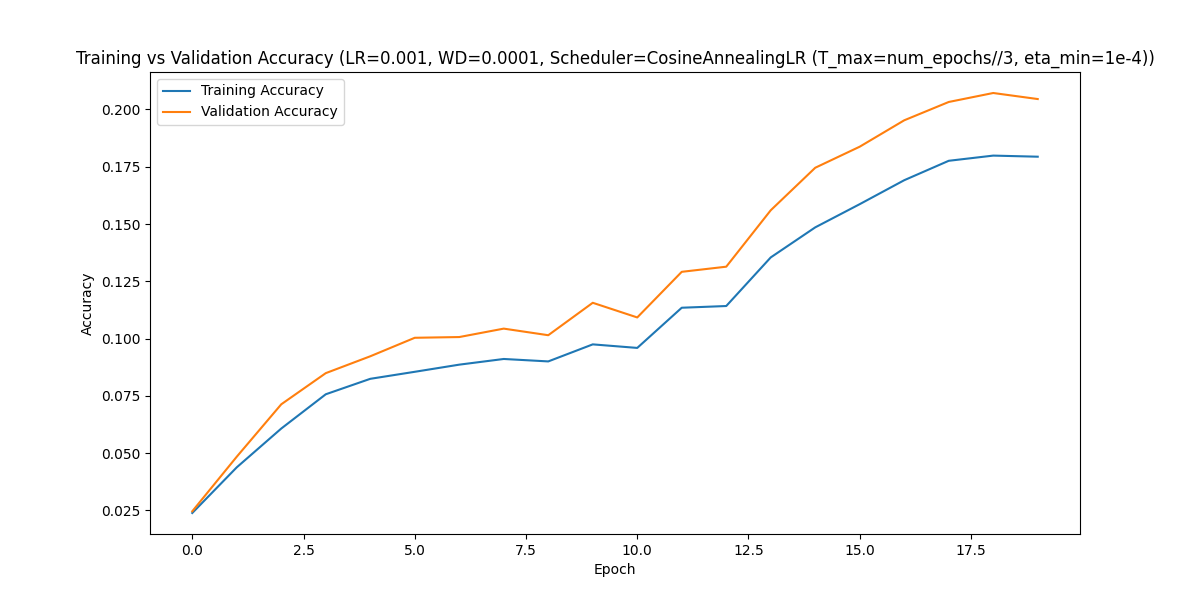 Training vs Validation Accuracy (LR=0.001, WD=0.0001, Scheduler=CosineAnnealingLR (T_max=num_epochs//3, eta_min=1e-4))
Training Accuracy
Validation Accuracy
0.200
0.175
0.150
0.125
0.100
0.075
0.050
0.025
Accuracy
0.0 2.5 5.0 7.5 10.0 12.5 15.0 17.5
Epoch